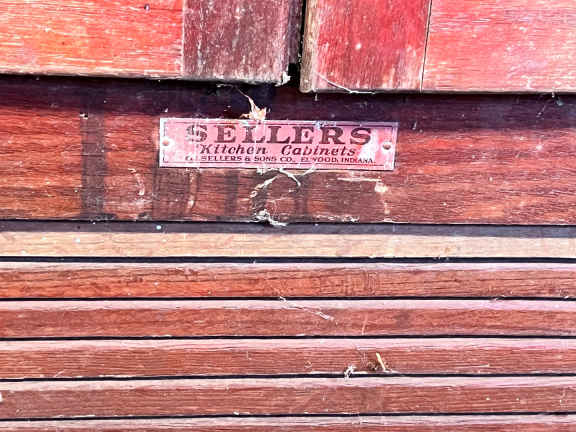 SELLERS
Kitchen Cabinets
G.I. SELLERS & SONS CO., ELWOOD, INDIANA.